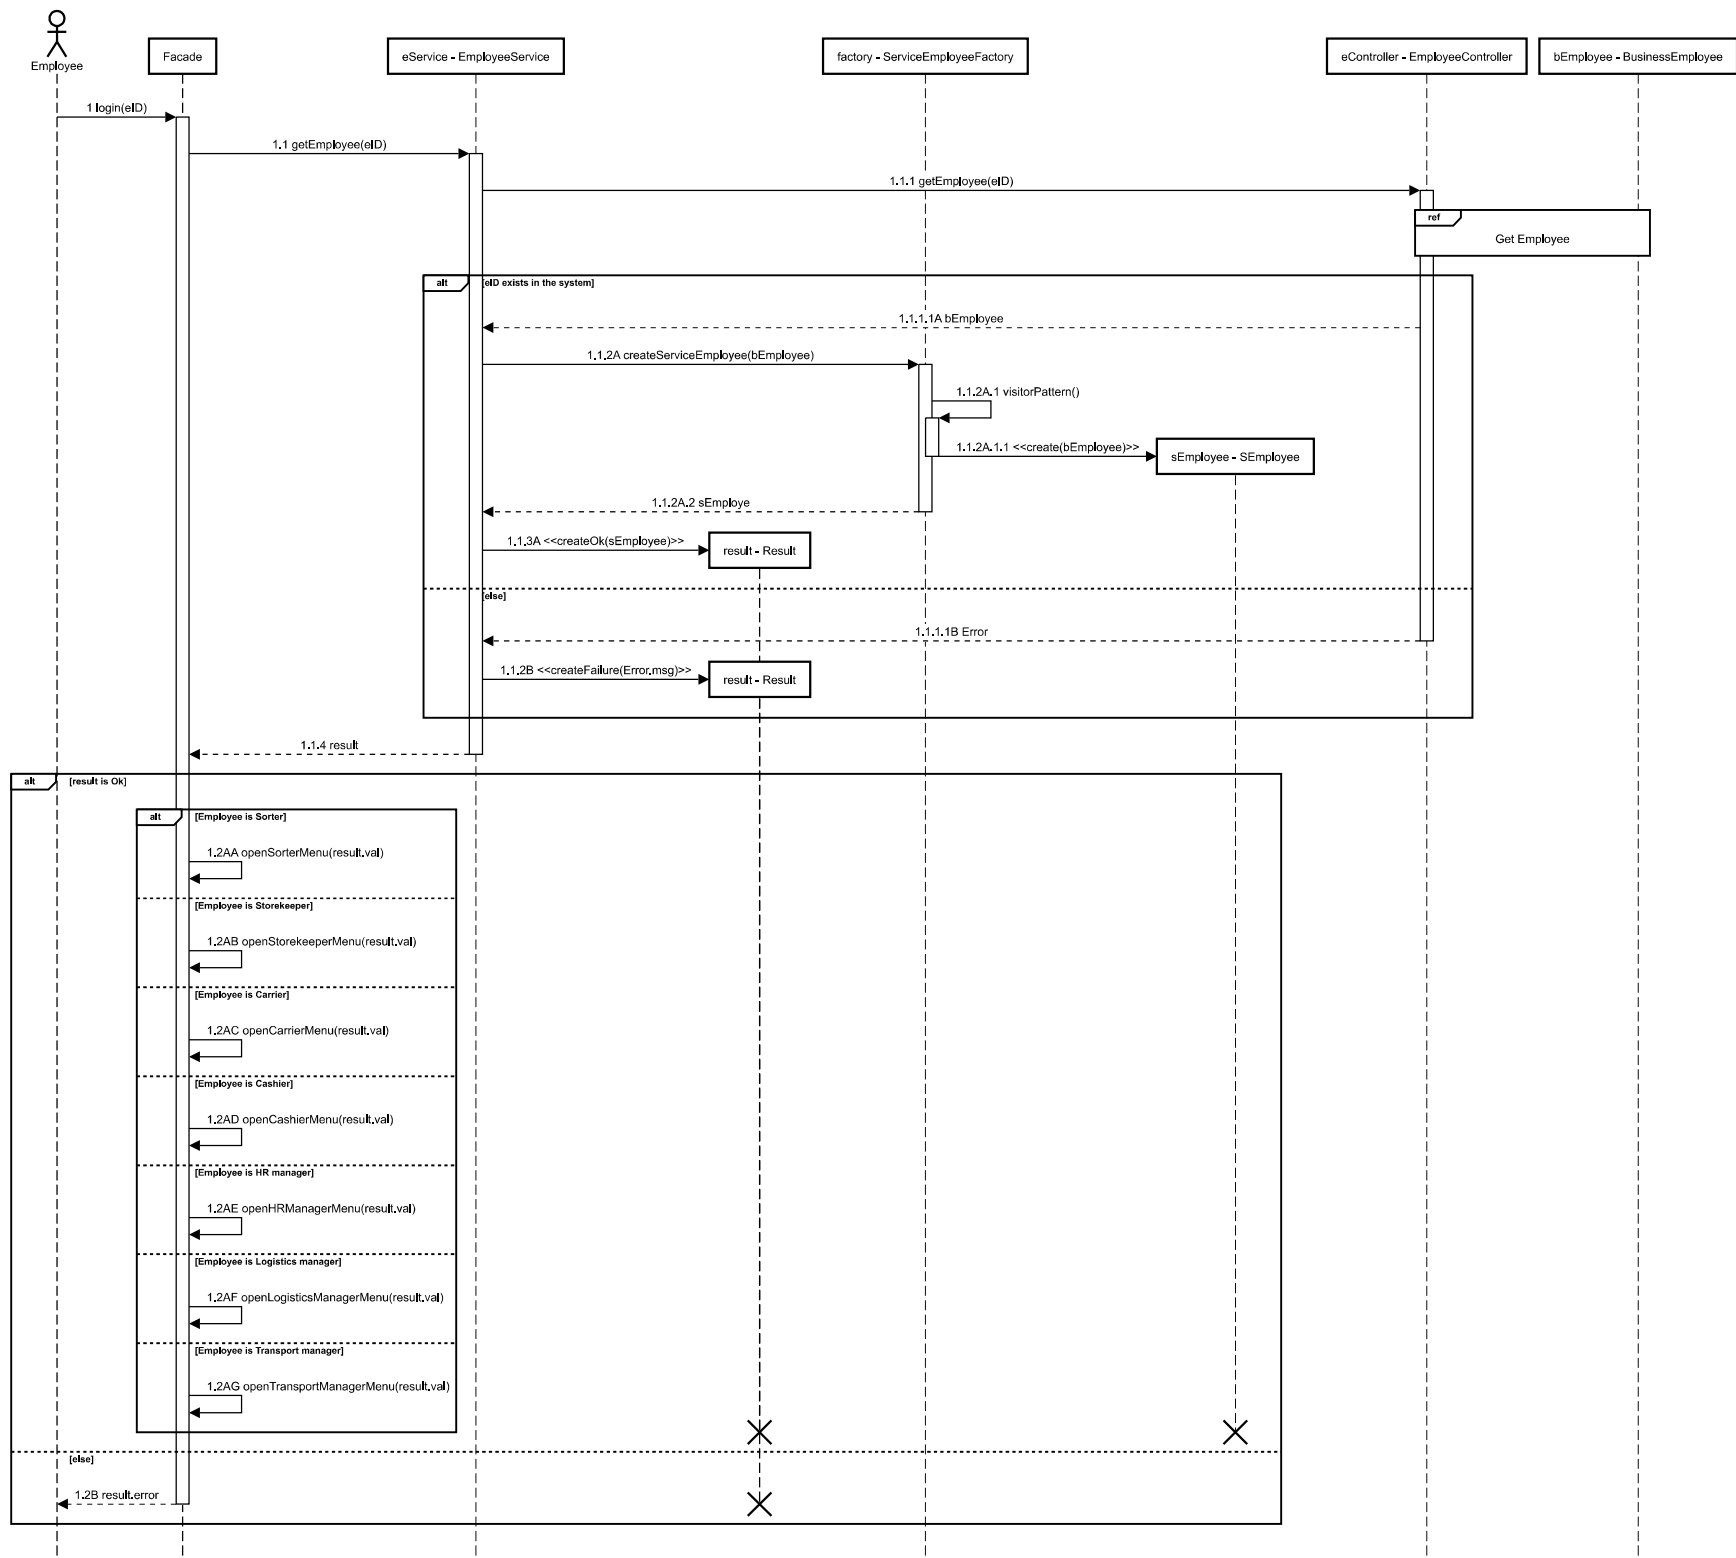 Employee
Facade
eService - EmployeeService
factory - ServiceEmployeeFactory
eController - EmployeeController
bEmployee - BusinessEmployee
1 login(eID)
1.1 getEmployee(eID)
1.1.1 getEmployee(eID)
ref
Get Employee
alt
[eID exists in the system]
1.1.1.1A bEmployee
1.1.2A createServiceEmployee(bEmployee)
1.1.2A.1 visitorPattern()
1.1.2A.1.1 <<create(bEmployee)>>
sEmployee - SEmployee
1.1.2A.2 sEmploye
1.1.3A <<createOk(sEmployee)>>
result - Result
[else]
1.1.1.1B Error
1.1.2B <<createFailure(Error.msg)>>
result - Result
1.1.4 result
alt
[result is Ok]
alt
[Employee is Sorter]
1.2AA openSorterMenu(result.val)
[Employee is Storekeeper]
1.2AB openStorekeeperMenu(result.val)
[Employee is Carrier]
1.2AC openCarrierMenu(result.val)
[Employee is Cashier]
1.2AD openCashierMenu(result.val)
[Employee is HR manager]
1.2AE openHRManagerMenu(result.val)
[Employee is Logistics manager]
1.2AF openLogisticsManagerMenu(result.val)
[Employee is Transport manager]
1.2AG openTransportManagerMenu(result.val)
[else]
1.2B result.error